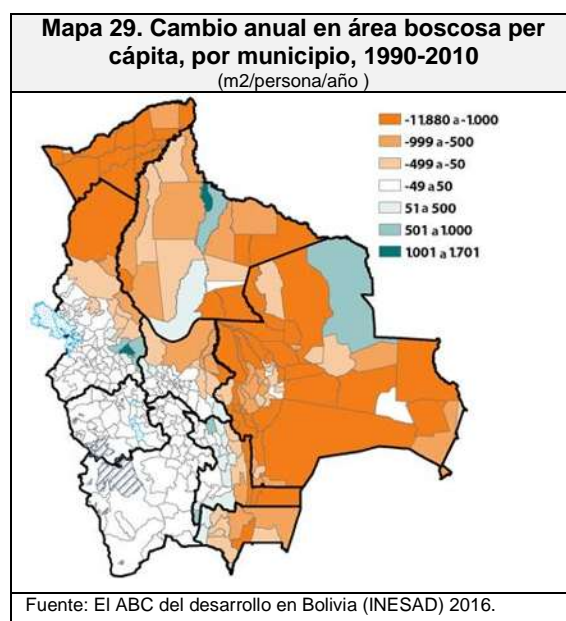 Mapa 29. Cambio anual en área boscosa per
cápita, por municipio, 1990-2010
(m2/persona/año )
-11.880 a -1.000
-999 a -500
-499 a -50
-49 a 50
51 a 500
501 a 1.000
1.001 a 1.701
Fuente: El ABC del desarrollo en Bolivia (INESAD) 2016.